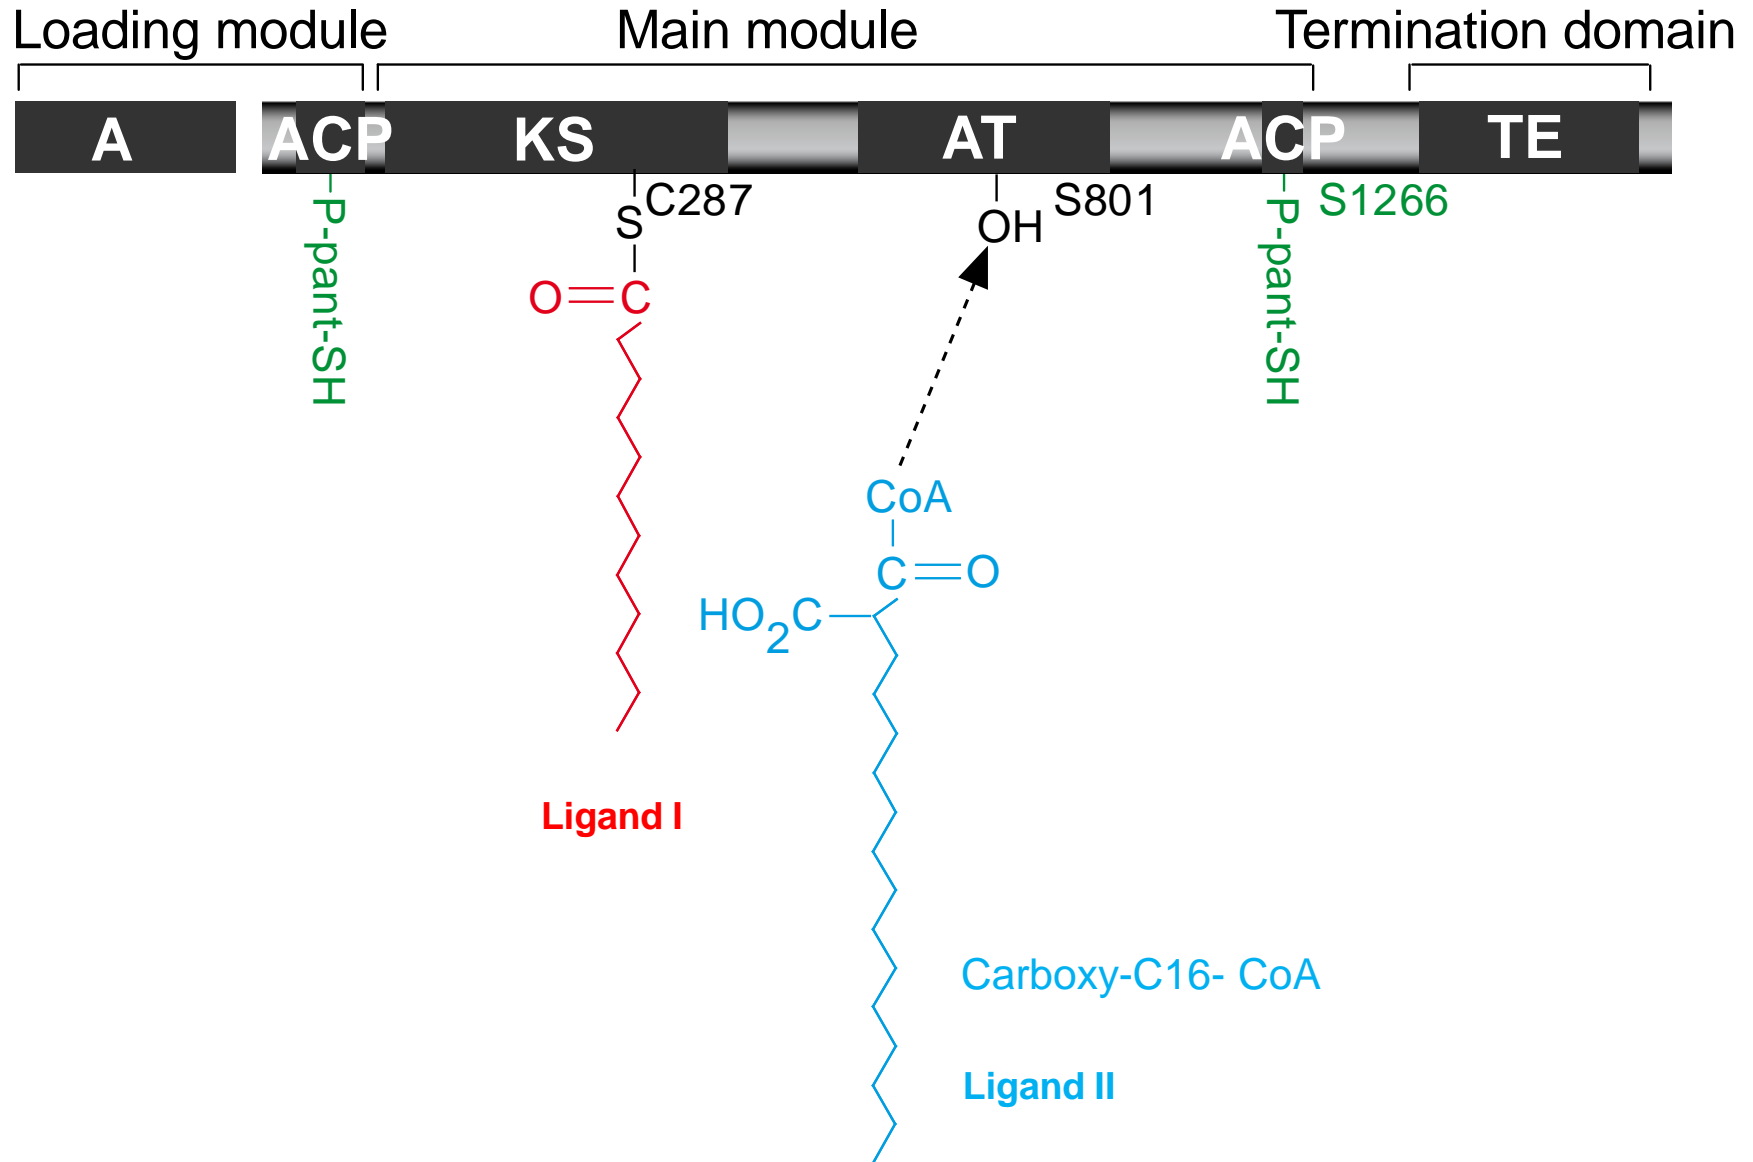 Loading module
Main module
Termination domain
A
ACP
KS
AT
ACP
TE
C287
S
S801
OH
S1266
P-pant-SH
P-pant-SH
O=C
CoA
C=O
HO2C
Ligand I
Carboxy-C16- CoA
Ligand II